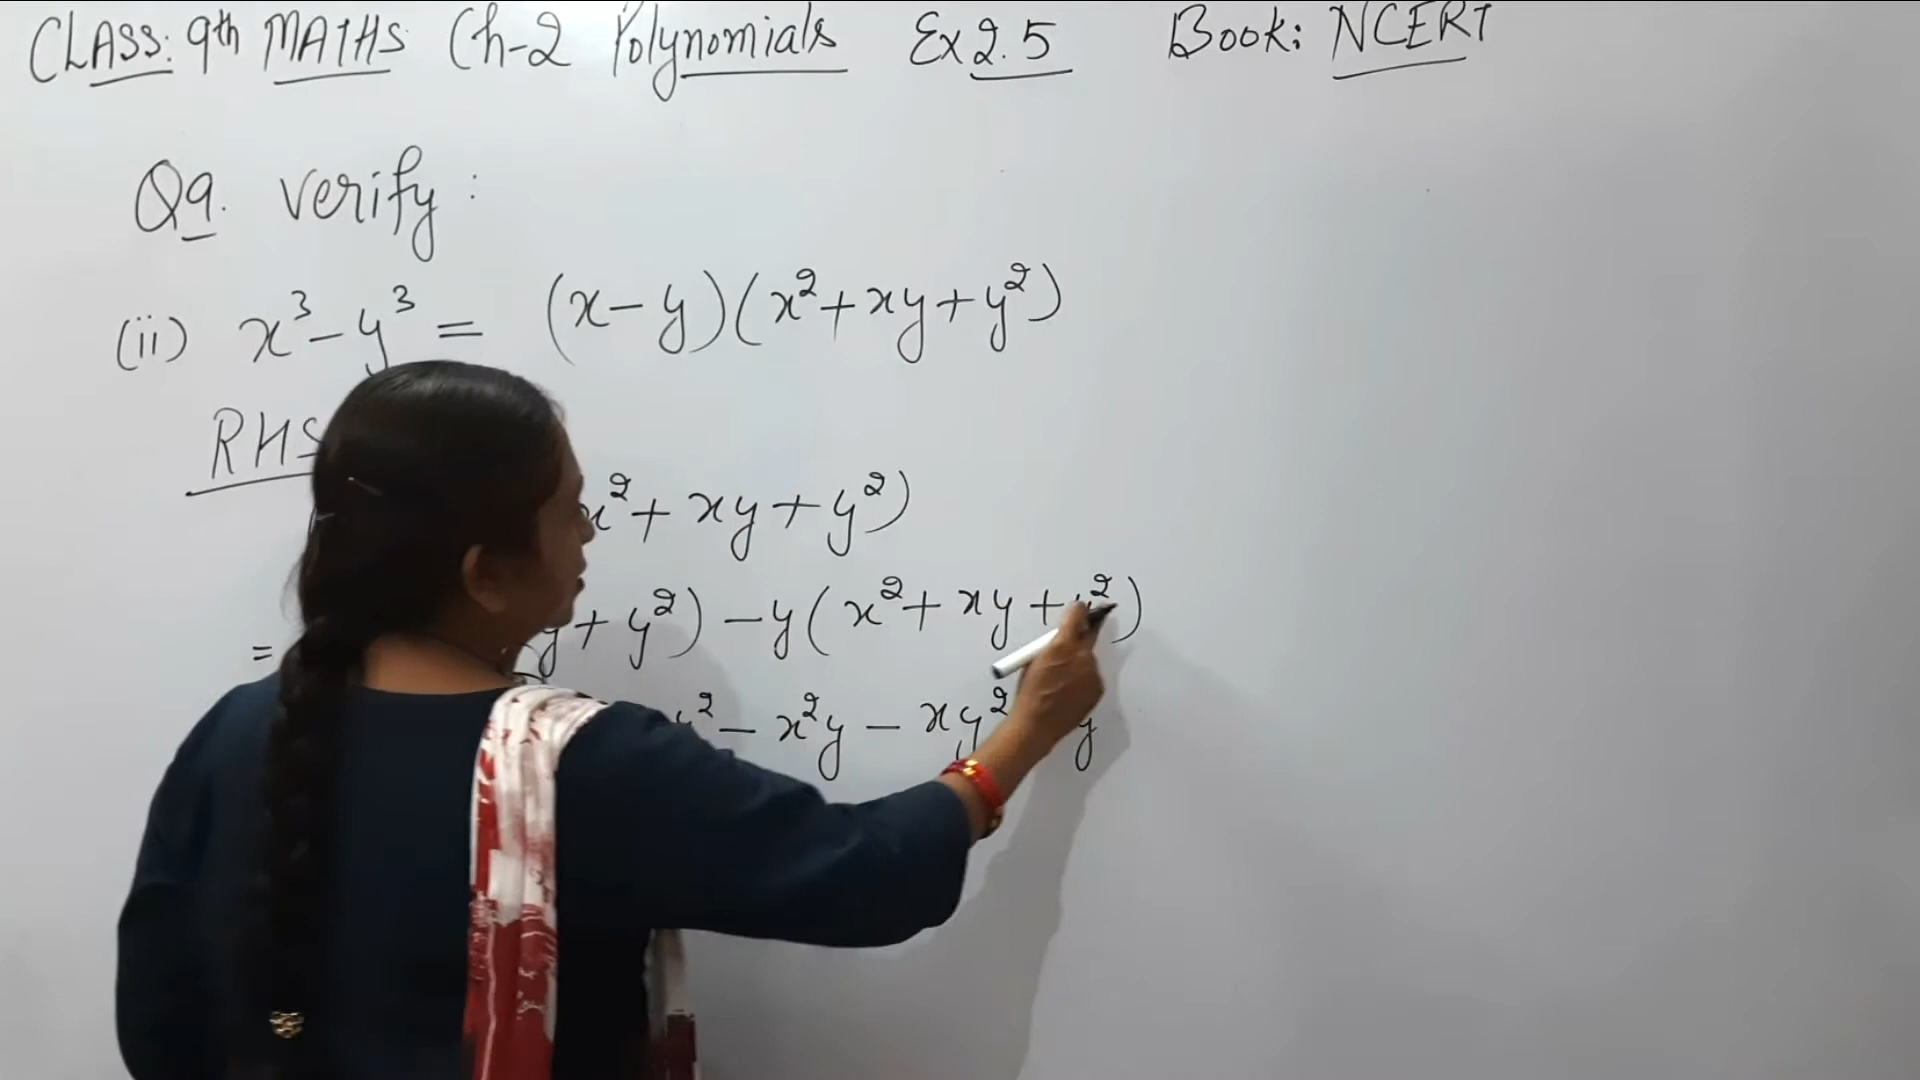 CLASS: 9th MATHS Ch-2 Polynomials Ex 2.5 Book: NCERT
Q9. Verify:
(ii) x³ - y³ = (x - y)(x² + xy + y²)
RHS
x² + xy + y²)
= y + y²) - y(x² + xy + y²)
y² - x²y - xy² y